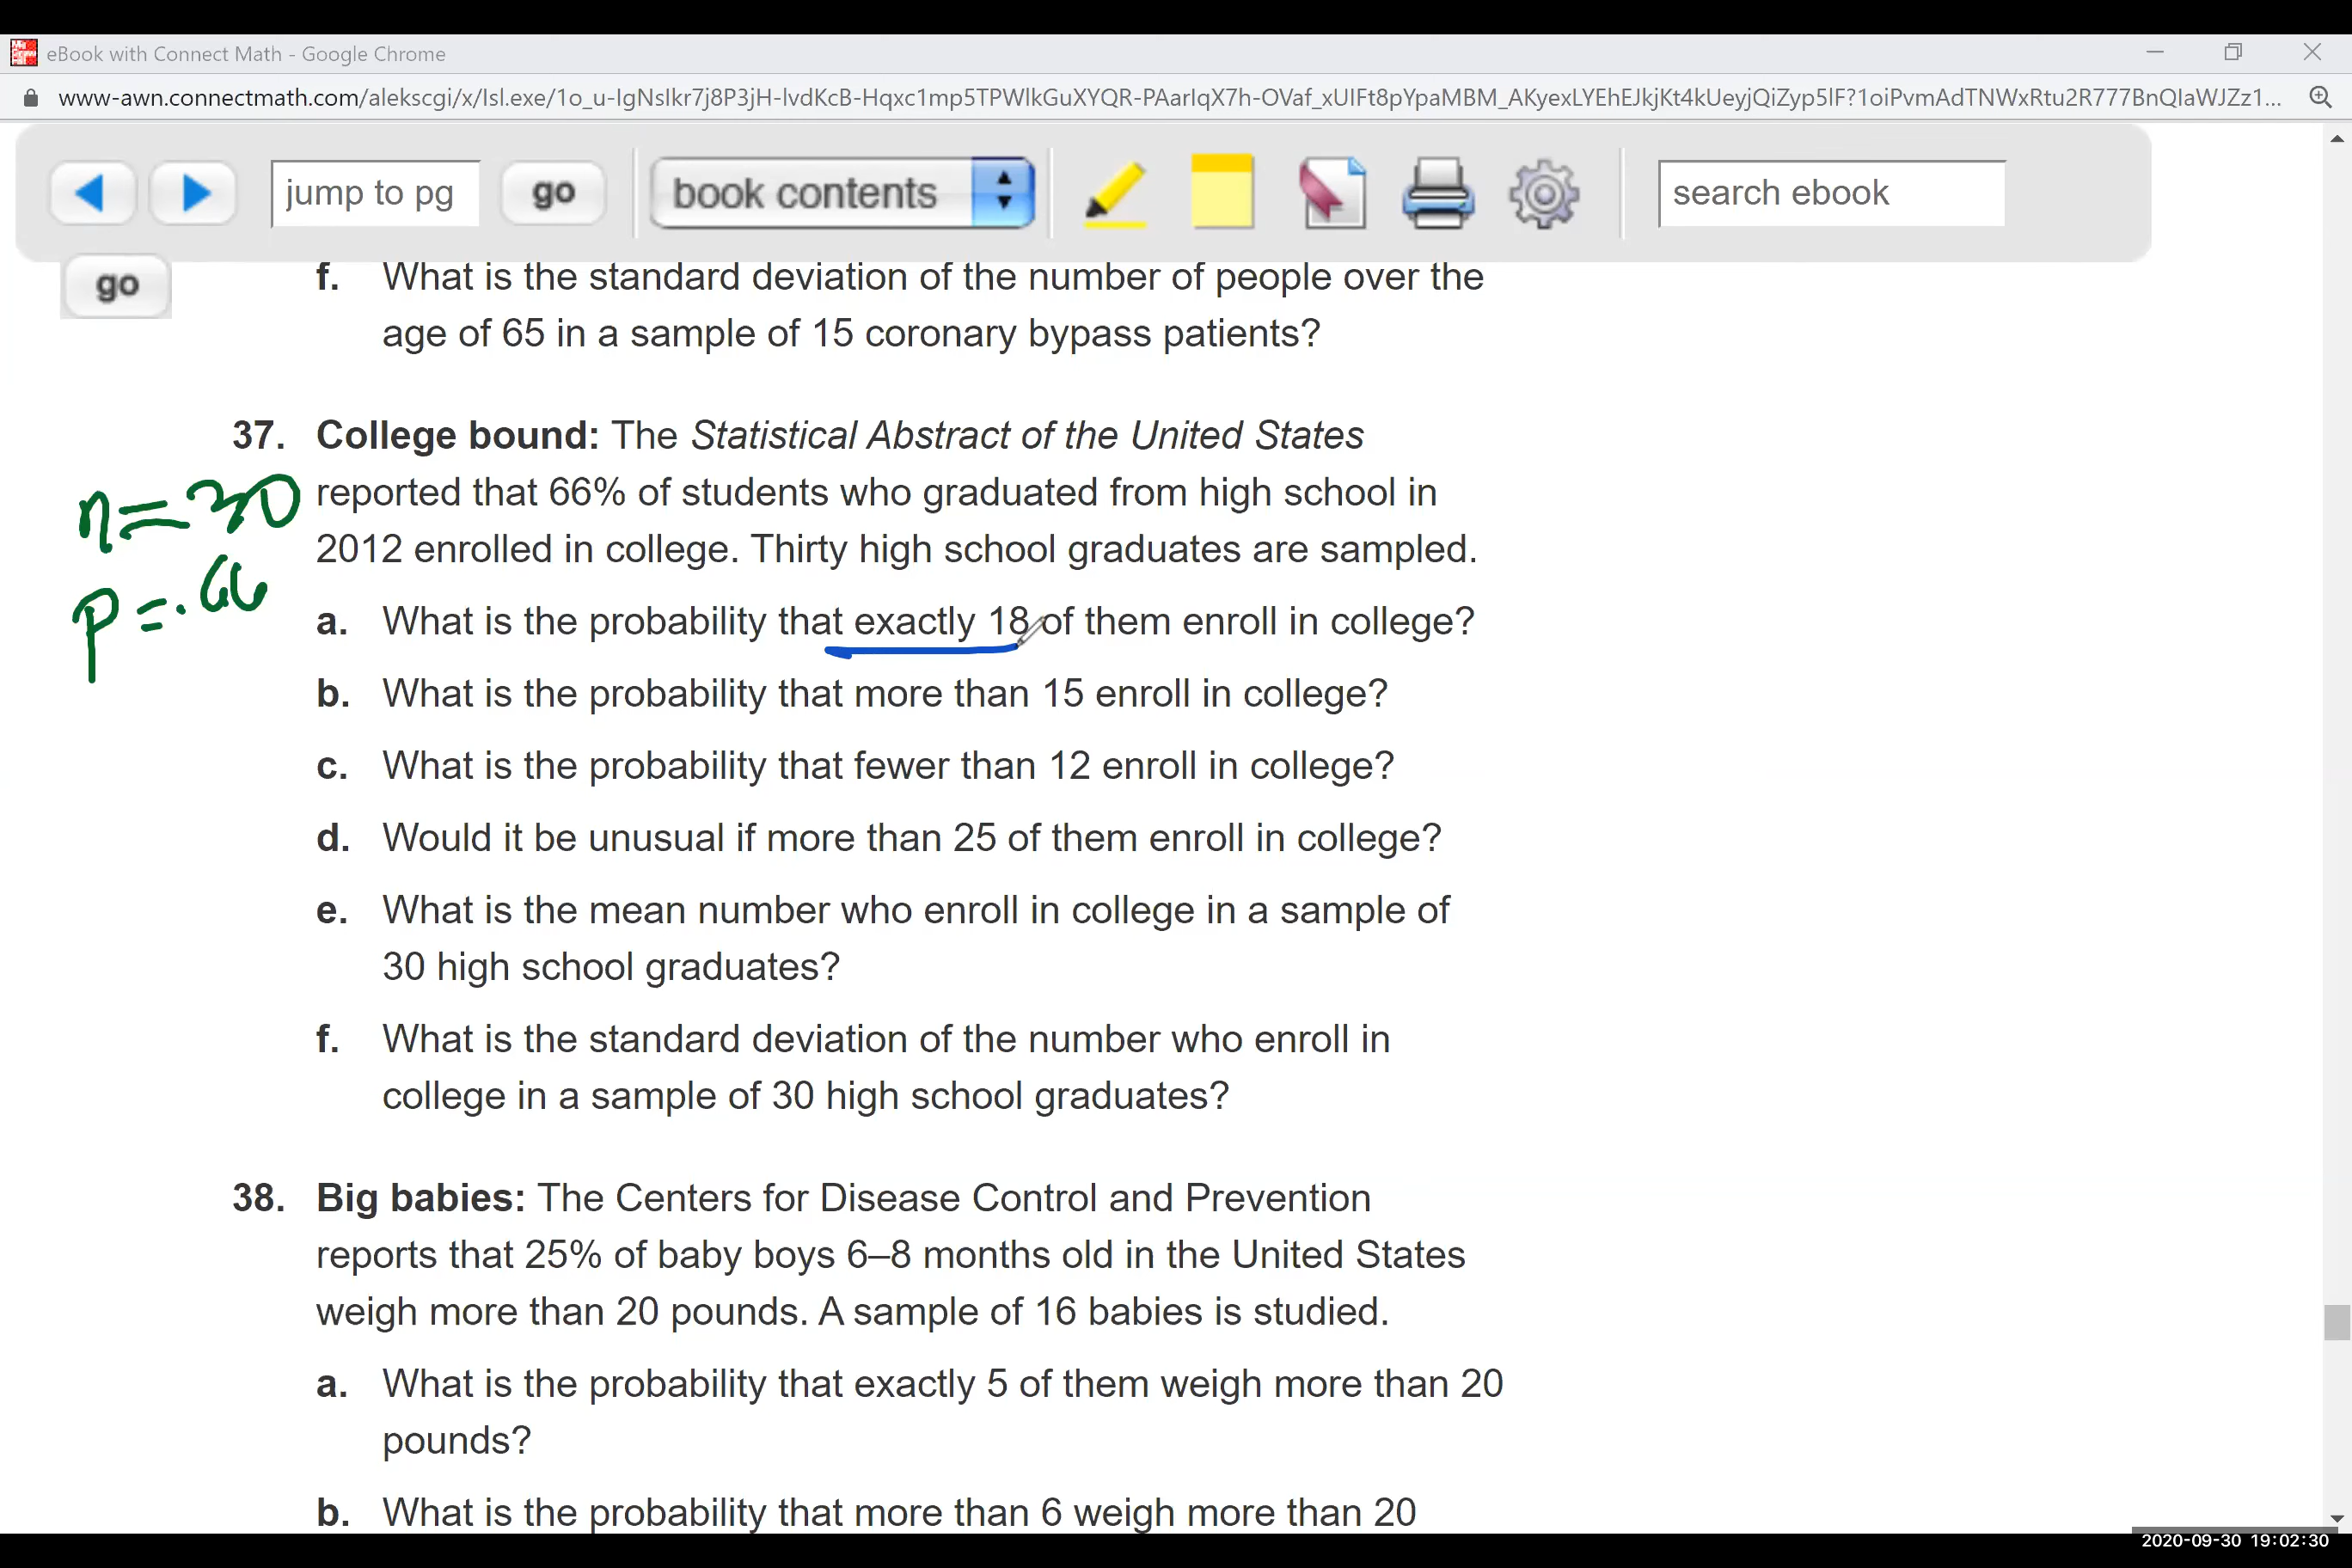 eBook with Connect Math - Google Chrome
www-awn.connectmath.com/alekscgi/x/Isl.exe/1o_u-IgNsIkr7j8P3jH-lvdKcB-Hqxc1mp5TPWlkGuXYQR-PAarIqX7h-OVaf_xUIFt8pYpaMBM_AKyexLYEhEJkjKt4kUeyjQiZyp5lF?1oiPvmAdTNWxRtu2R777BnQIaWJZz1...
jump to pg go book contents search ebook
go
f. What is the standard deviation of the number of people over the
age of 65 in a sample of 15 coronary bypass patients?
37. College bound: The Statistical Abstract of the United States
reported that 66% of students who graduated from high school in
2012 enrolled in college. Thirty high school graduates are sampled.
n=30
p=.66
a. What is the probability that exactly 18 of them enroll in college?
b. What is the probability that more than 15 enroll in college?
c. What is the probability that fewer than 12 enroll in college?
d. Would it be unusual if more than 25 of them enroll in college?
e. What is the mean number who enroll in college in a sample of
30 high school graduates?
f. What is the standard deviation of the number who enroll in
college in a sample of 30 high school graduates?
38. Big babies: The Centers for Disease Control and Prevention
reports that 25% of baby boys 6–8 months old in the United States
weigh more than 20 pounds. A sample of 16 babies is studied.
a. What is the probability that exactly 5 of them weigh more than 20
pounds?
b. What is the probability that more than 6 weigh more than 20
2020-09-30 19:02:30